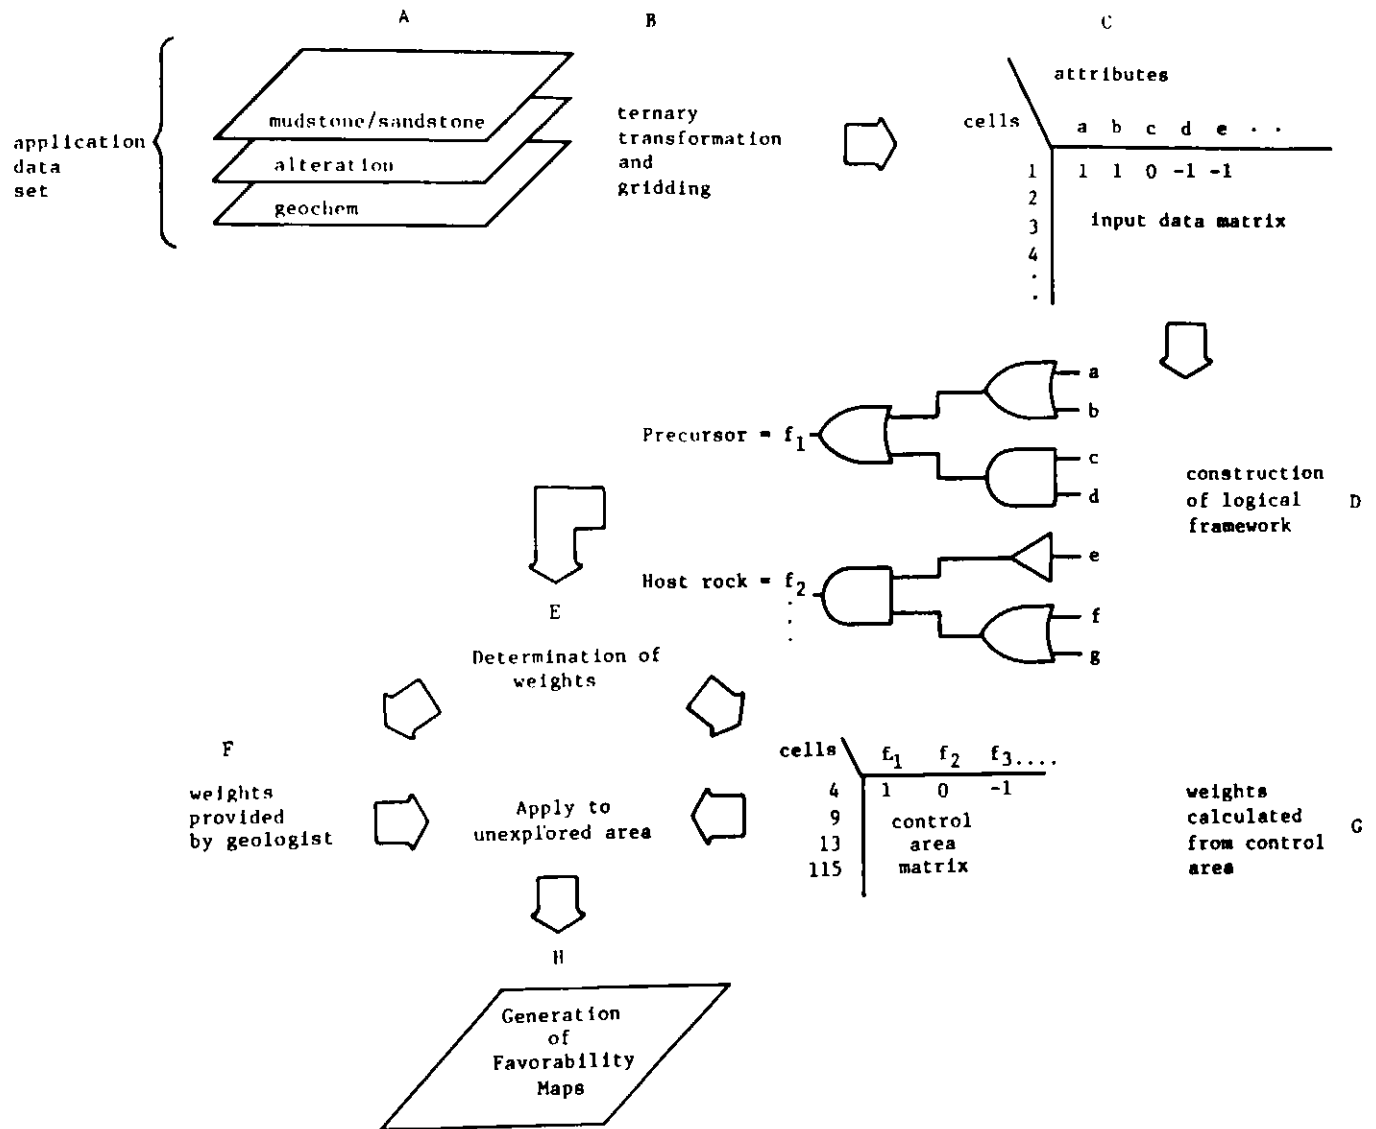 A
B
C
application
data
set
mudstone/sandstone
alteration
geochem
ternary
transformation
and
gridding
attributes
cells
a b c d e . .
1 1 1 0 -1 -1
2
3
4
.
.
input data matrix
Precursor = f1
a
b
c
d
Host rock = f2
.
.
.
e
f
g
construction
of logical
framework
D
E
Determination of
weights
F
weights
provided
by geologist
Apply to
unexplored area
cells f1 f2 f3....
4 1 0 -1
9
13
115
control
area
matrix
weights
calculated
from control
area
G
H
Generation
of
Favorability
Maps